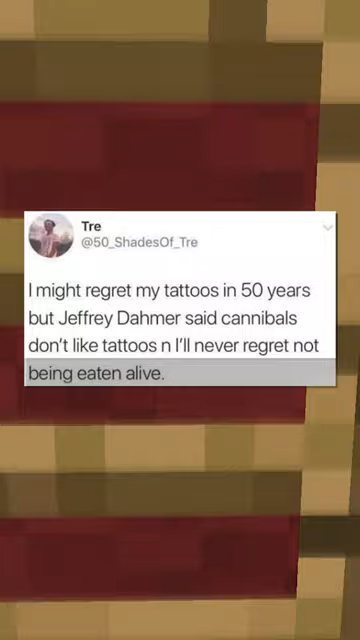 Tre
@50_ShadesOf_Tre
I might regret my tattoos in 50 years
but Jeffrey Dahmer said cannibals
don't like tattoos n I'll never regret not
being eaten alive.